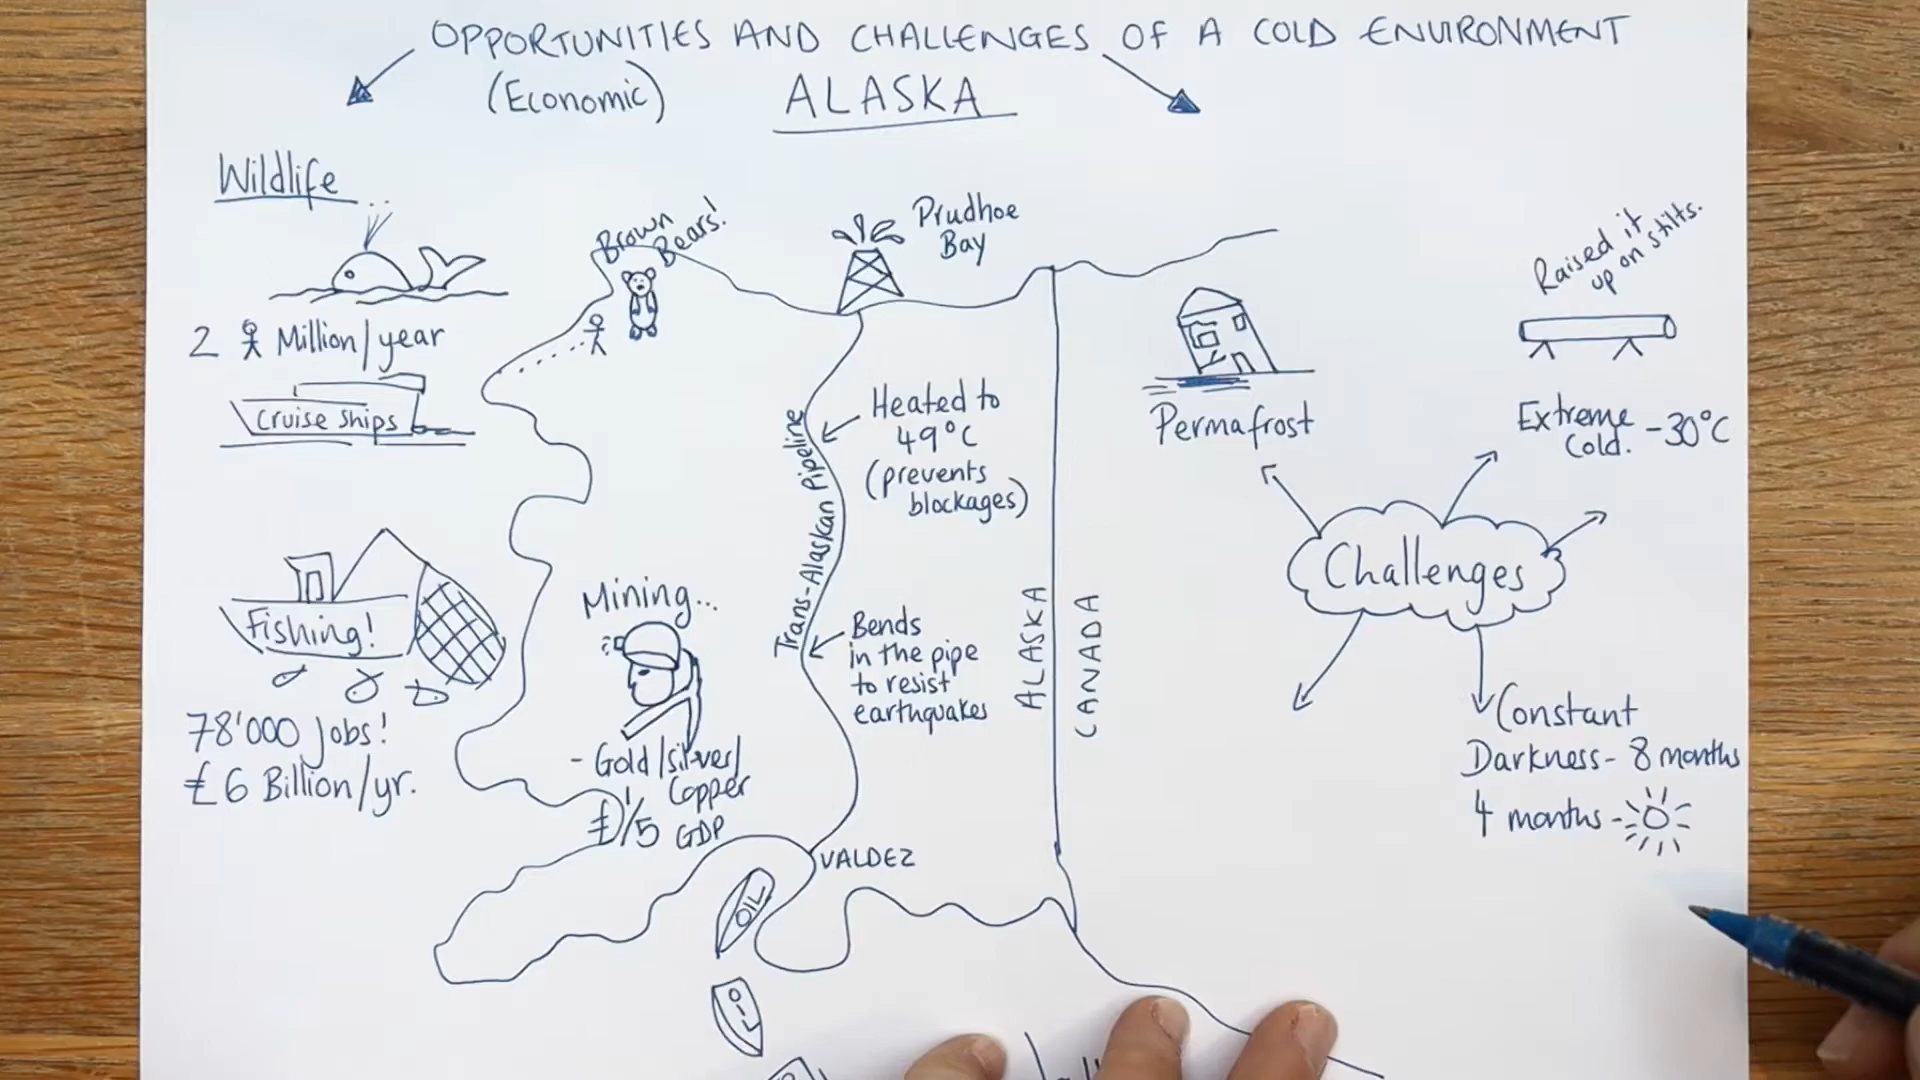 OPPORTUNITIES AND CHALLENGES OF A COLD ENVIRONMENT
(Economic)
ALASKA
Wildlife
2 Million/year
Cruise ships
Fishing!
78'000 Jobs!
£6 Billion/yr.
Brown
Bears!
Prudhoe
Bay
Trans-Alaskan Pipeline
Heated to
49°C
(prevents
blockages)
Mining...
- Gold/silver/
Copper
£ 1/5 GDP
Bends
in the pipe
to resist
earthquakes
ALASKA
CANADA
VALDEZ
OIL
OIL
Permafrost
Raised it
up on stilts.
Extreme
Cold. -30°C
Challenges
Constant
Darkness - 8 months
4 months -